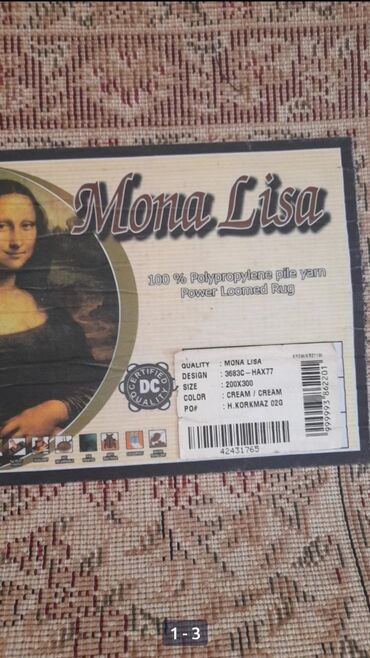 Mona Lisa
100 % Polypropylene pile yarn
Power Loomed Rug
CERTIFIED
DC
QUALITY
QUALITY : MONA LISA
DESIGN : 3683C-HAX77
SIZE : 200X300
COLOR : CREAM / CREAM
PO# : H.KORKMAZ 02G
42431765
9999993862201
1 - 3